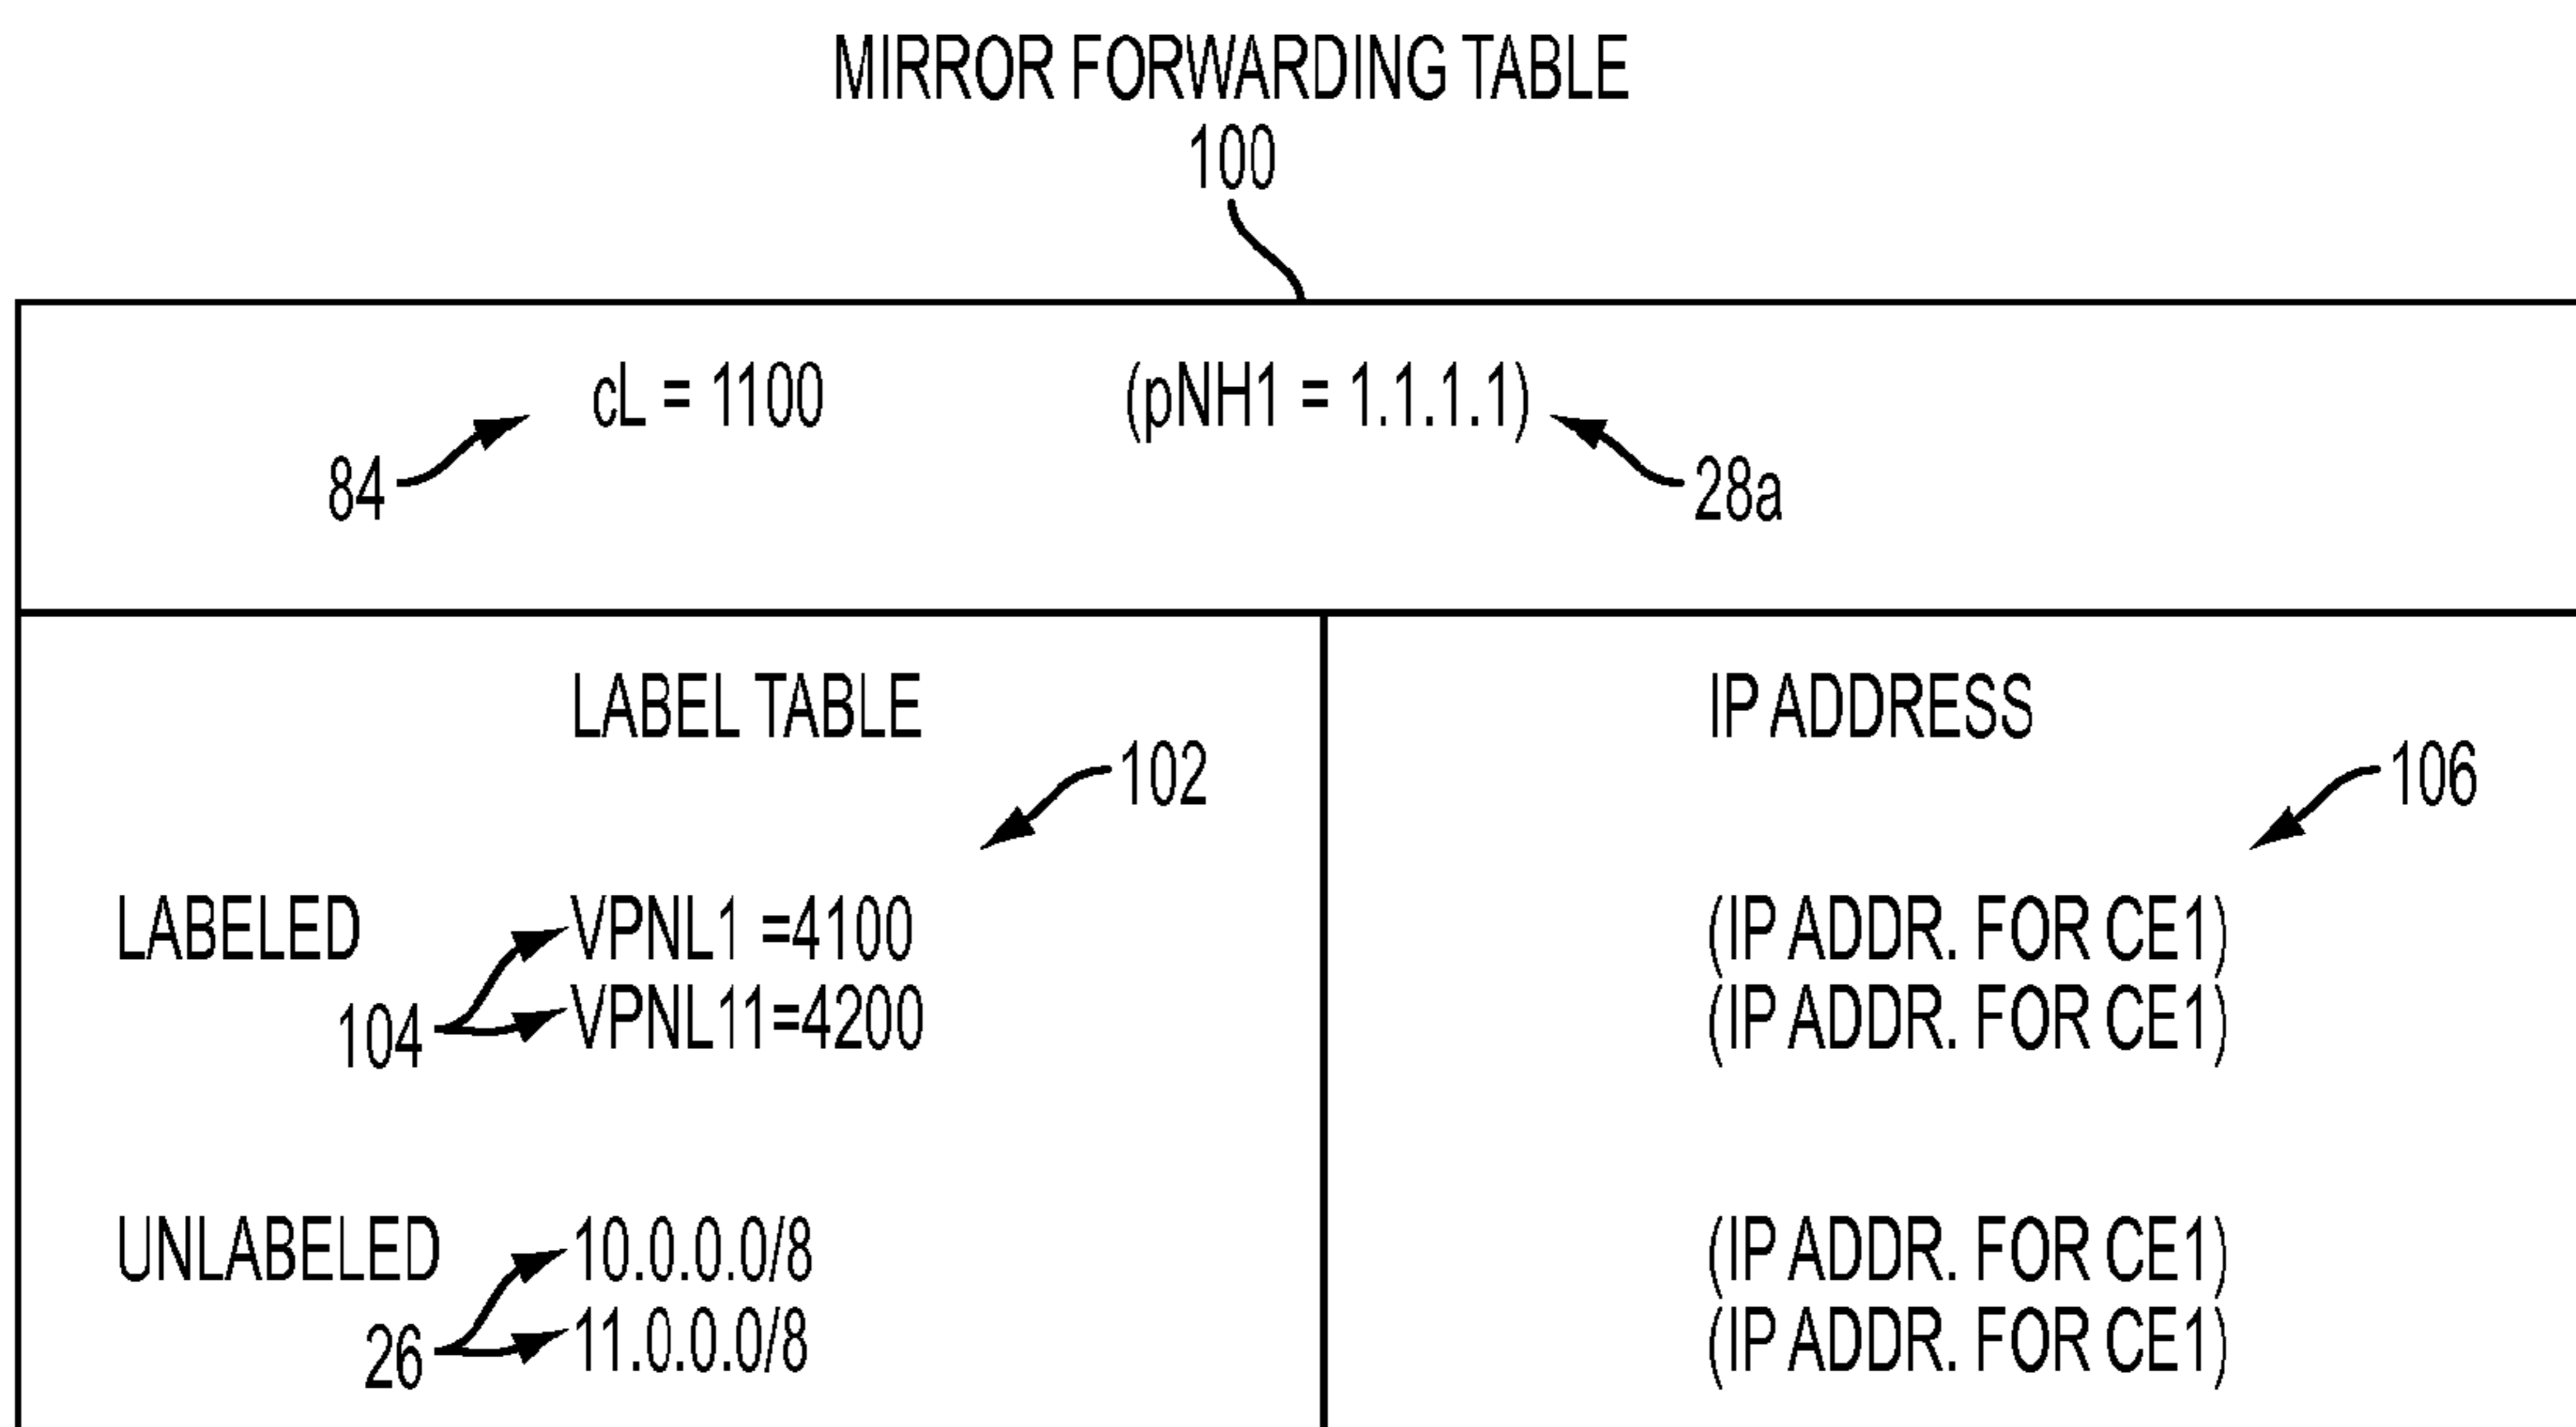 MIRROR FORWARDING TABLE
100
cL = 1100 (pNH1 = 1.1.1.1)
84 28a
LABEL TABLE IP ADDRESS
102 106
LABELED VPNL1 =4100 (IP ADDR. FOR CE1)
104 VPNL11=4200 (IP ADDR. FOR CE1)
UNLABELED 10.0.0.0/8 (IP ADDR. FOR CE1)
26 11.0.0.0/8 (IP ADDR. FOR CE1)